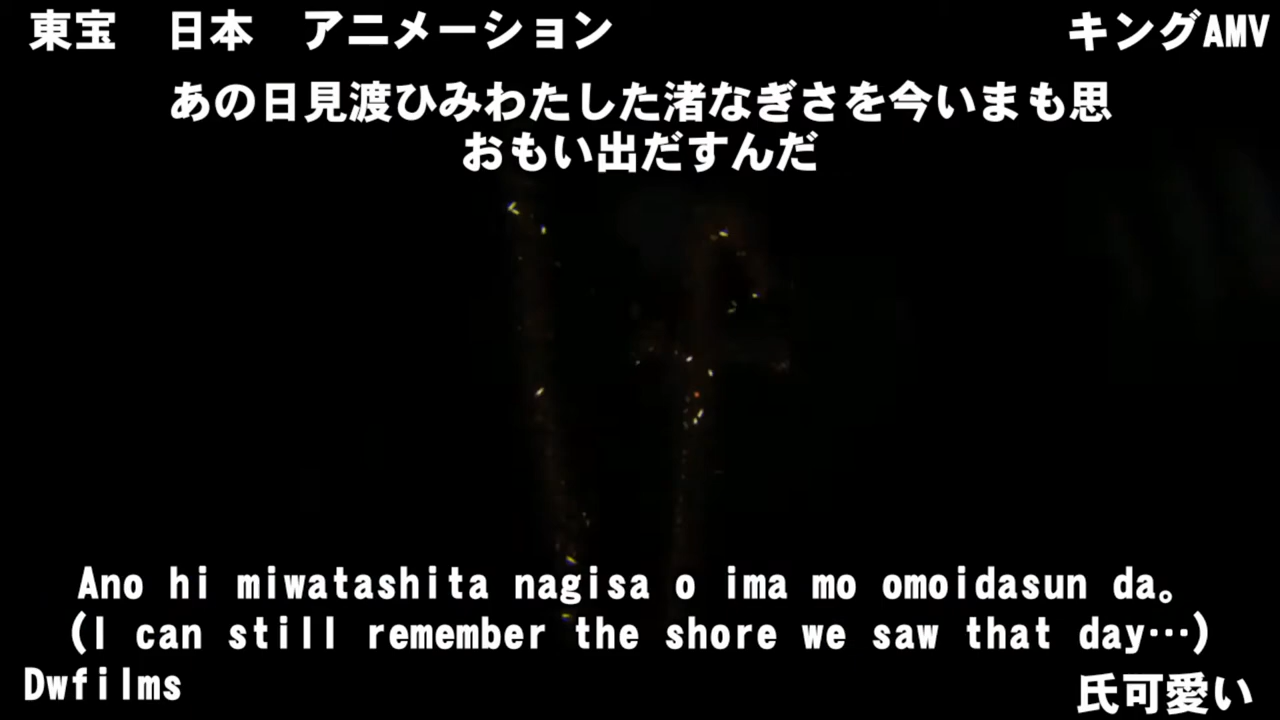 東宝　日本　アニメーション
キングAMV
あの日見渡ひみわたした渚なぎさを今いまも思
おもい出だすんだ
Ano hi miwatashita nagisa o ima mo omoidasun da。
(I can still remember the shore we saw that day…)
Dwfilms
氏可愛い